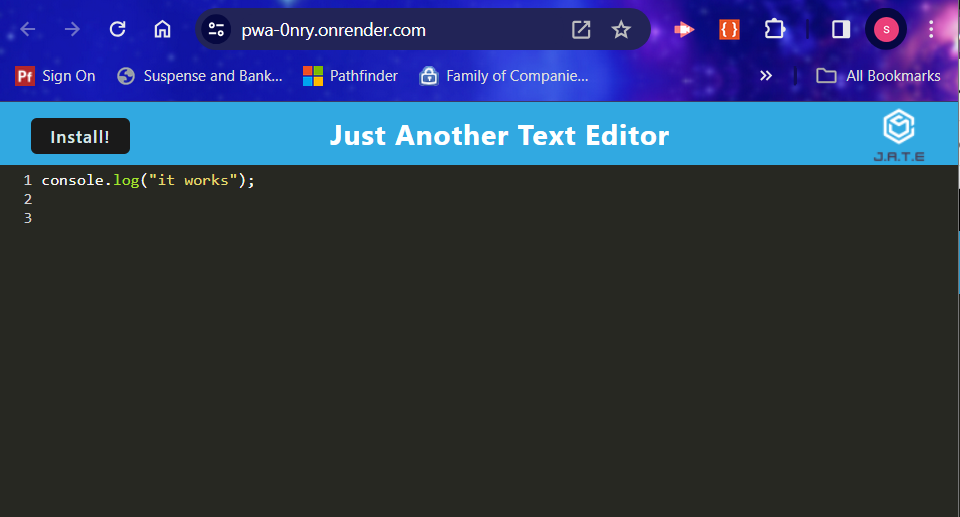 pwa-0nry.onrender.com
S
Pf Sign On Suspense and Bank... Pathfinder Family of Companie... » All Bookmarks
Install! Just Another Text Editor
J.A.T.E
1 console.log("it works");
2
3